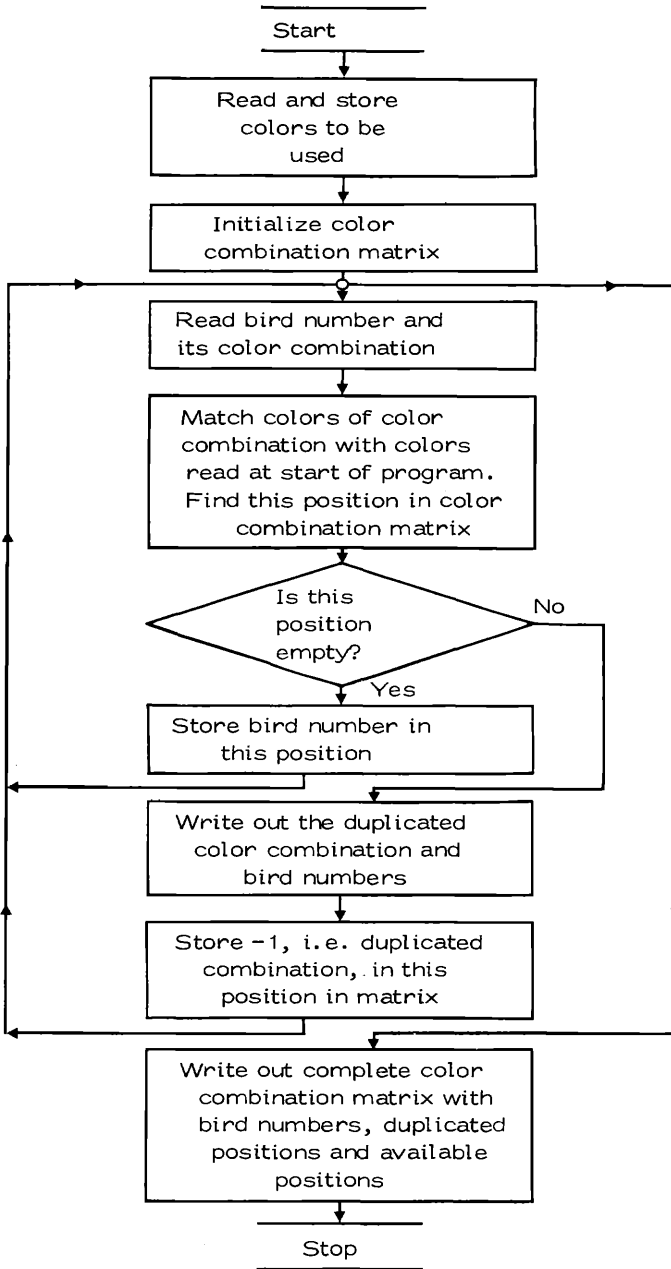 Start
Read and store
colors to be
used
Initialize color
combination matrix
Read bird number and
its color combination
Match colors of color
combination with colors
read at start of program.
Find this position in color
combination matrix
Is this
position
empty?
No
Yes
Store bird number in
this position
Write out the duplicated
color combination and
bird numbers
Store -1, i.e. duplicated
combination, in this
position in matrix
Write out complete color
combination matrix with
bird numbers, duplicated
positions and available
positions
Stop